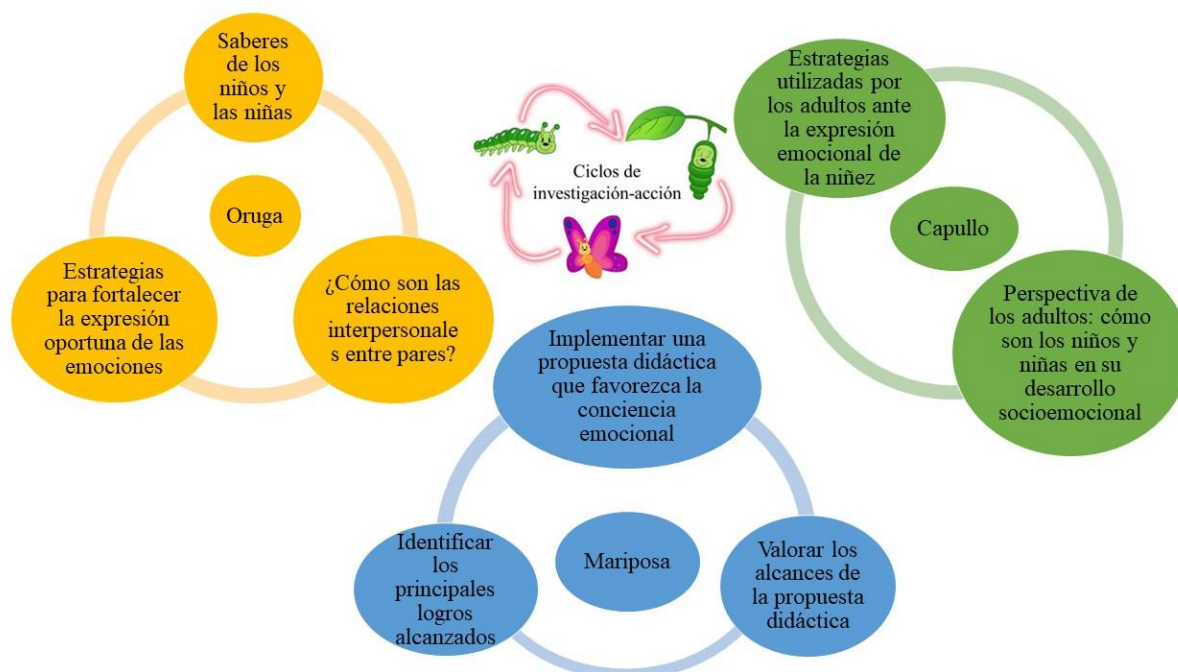 Saberes
de los
niños y
las niñas
Oruga
Estrategias
para fortalecer
la expresión
oportuna de las
emociones
¿Cómo son las
relaciones
interpersonale
s entre pares?
Ciclos de
investigación-acción
Estrategias
utilizadas por
los adultos ante
la expresión
emocional de
la niñez
Capullo
Perspectiva de
los adultos: cómo
son los niños y
niñas en su
desarrollo
socioemocional
Implementar una
propuesta didáctica
que favorezca la
conciencia
emocional
Mariposa
Identificar
los
principales
logros
alcanzados
Valorar los
alcances de
la propuesta
didáctica